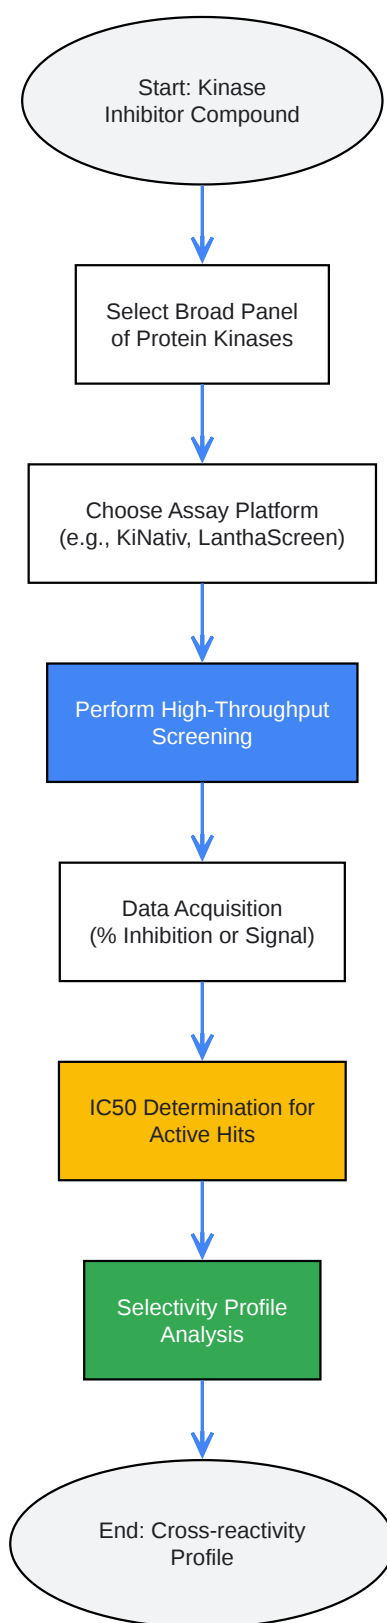 Start: Kinase
Inhibitor Compound
Select Broad Panel
of Protein Kinases
Choose Assay Platform
(e.g., KiNativ, LanthaScreen)
Perform High-Throughput
Screening
Data Acquisition
(% Inhibition or Signal)
IC50 Determination for
Active Hits
Selectivity Profile
Analysis
End: Cross-reactivity
Profile